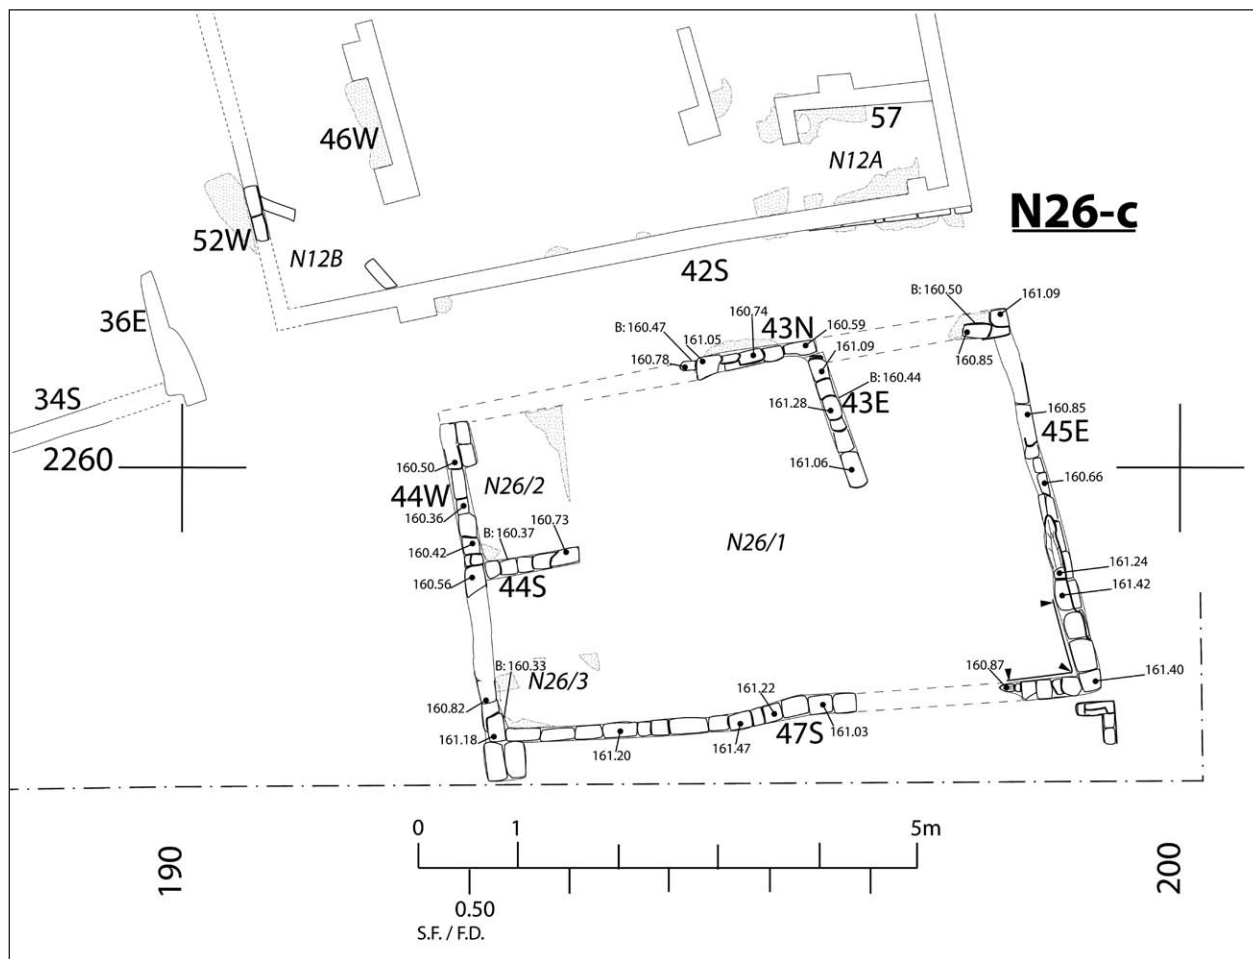 57
46W
N12A
N26-c
52W
N12B
42S
36E
B: 160.50
161.09
160.74
43N
160.59
B: 160.47
161.05
161.09
160.78
160.85
B: 160.44
34S
161.28
43E
160.85
45E
2260
160.50
161.06
N26/2
160.66
44W
160.36
160.73
B: 160.37
N26/1
160.42
161.24
160.56
44S
161.42
B: 160.33
160.87
N26/3
161.40
160.82
161.22
161.18
47S
161.03
161.20
161.47
0
1
5m
190
200
0.50
S.F. / F.D.